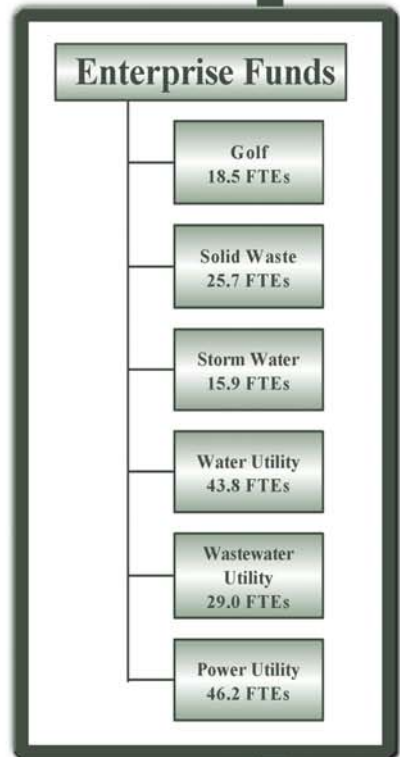 Enterprise Funds
Golf
18.5 FTEs
Solid Waste
25.7 FTEs
Storm Water
15.9 FTEs
Water Utility
43.8 FTEs
Wastewater
Utility
29.0 FTEs
Power Utility
46.2 FTEs